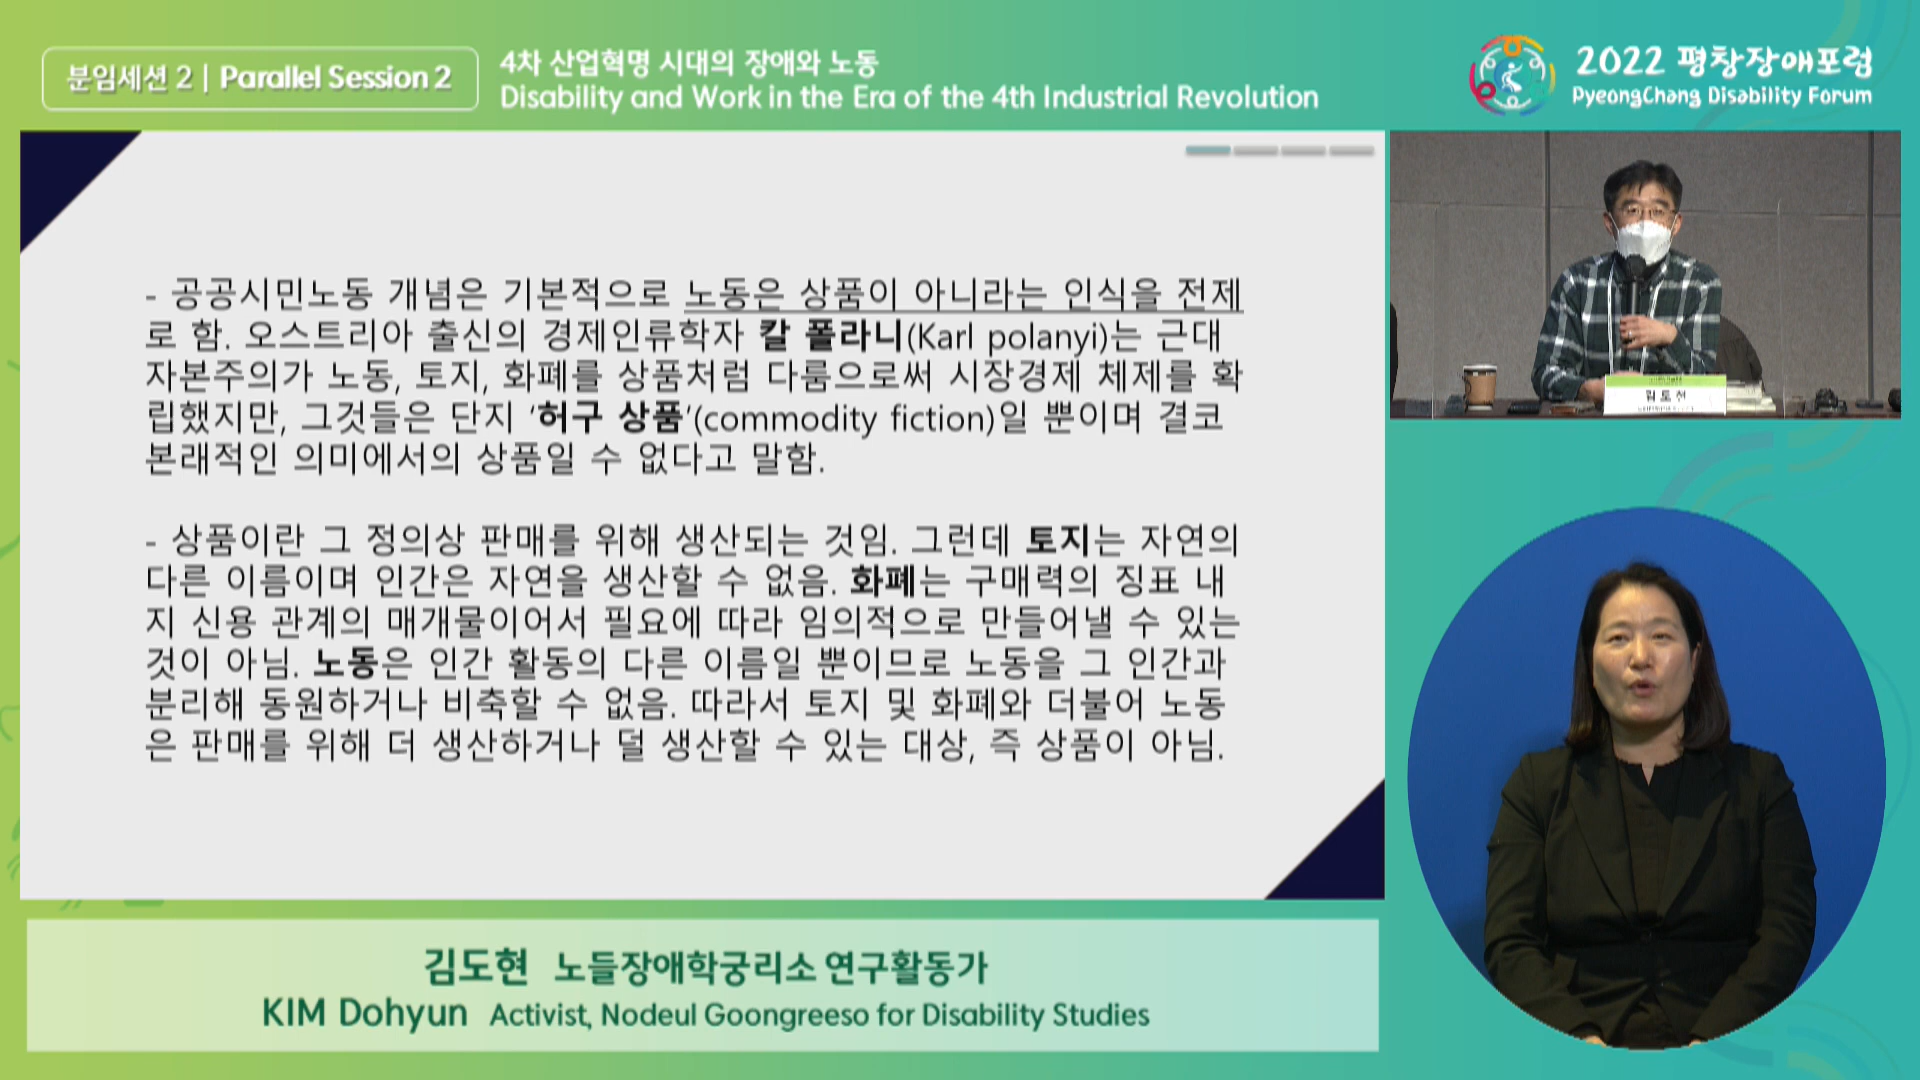 분임세션 2 | Parallel Session 2
4차 산업혁명 시대의 장애와 노동
Disability and Work in the Era of the 4th Industrial Revolution
2022 평창장애포럼
PyeongChang Disability Forum
- 공공시민노동 개념은 기본적으로 노동은 상품이 아니라는 인식을 전제
로 함. 오스트리아 출신의 경제인류학자 칼 폴라니(Karl polanyi)는 근대
자본주의가 노동, 토지, 화폐를 상품처럼 다룸으로써 시장경제 체제를 확
립했지만, 그것들은 단지 ‘허구 상품’(commodity fiction)일 뿐이며 결코
본래적인 의미에서의 상품일 수 없다고 말함.
- 상품이란 그 정의상 판매를 위해 생산되는 것임. 그런데 토지는 자연의
다른 이름이며 인간은 자연을 생산할 수 없음. 화폐는 구매력의 징표 내
지 신용 관계의 매개물이어서 필요에 따라 임의적으로 만들어낼 수 있는
것이 아님. 노동은 인간 활동의 다른 이름일 뿐이므로 노동을 그 인간과
분리해 동원하거나 비축할 수 없음. 따라서 토지 및 화폐와 더불어 노동
은 판매를 위해 더 생산하거나 덜 생산할 수 있는 대상, 즉 상품이 아님.
김도현
김도현 노들장애학궁리소 연구활동가
KIM Dohyun Activist, Nodeul Goongreeso for Disability Studies